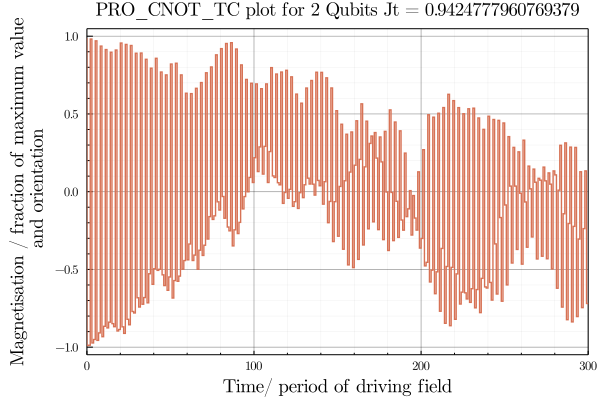 PRO_CNOT_TC plot for 2 Qubits Jt = 0.9424777960769379
Magnetisation / fraction of maximum value
and orientation
1.0
0.5
0.0
−0.5
−1.0
0 100 200 300
Time/ period of driving field